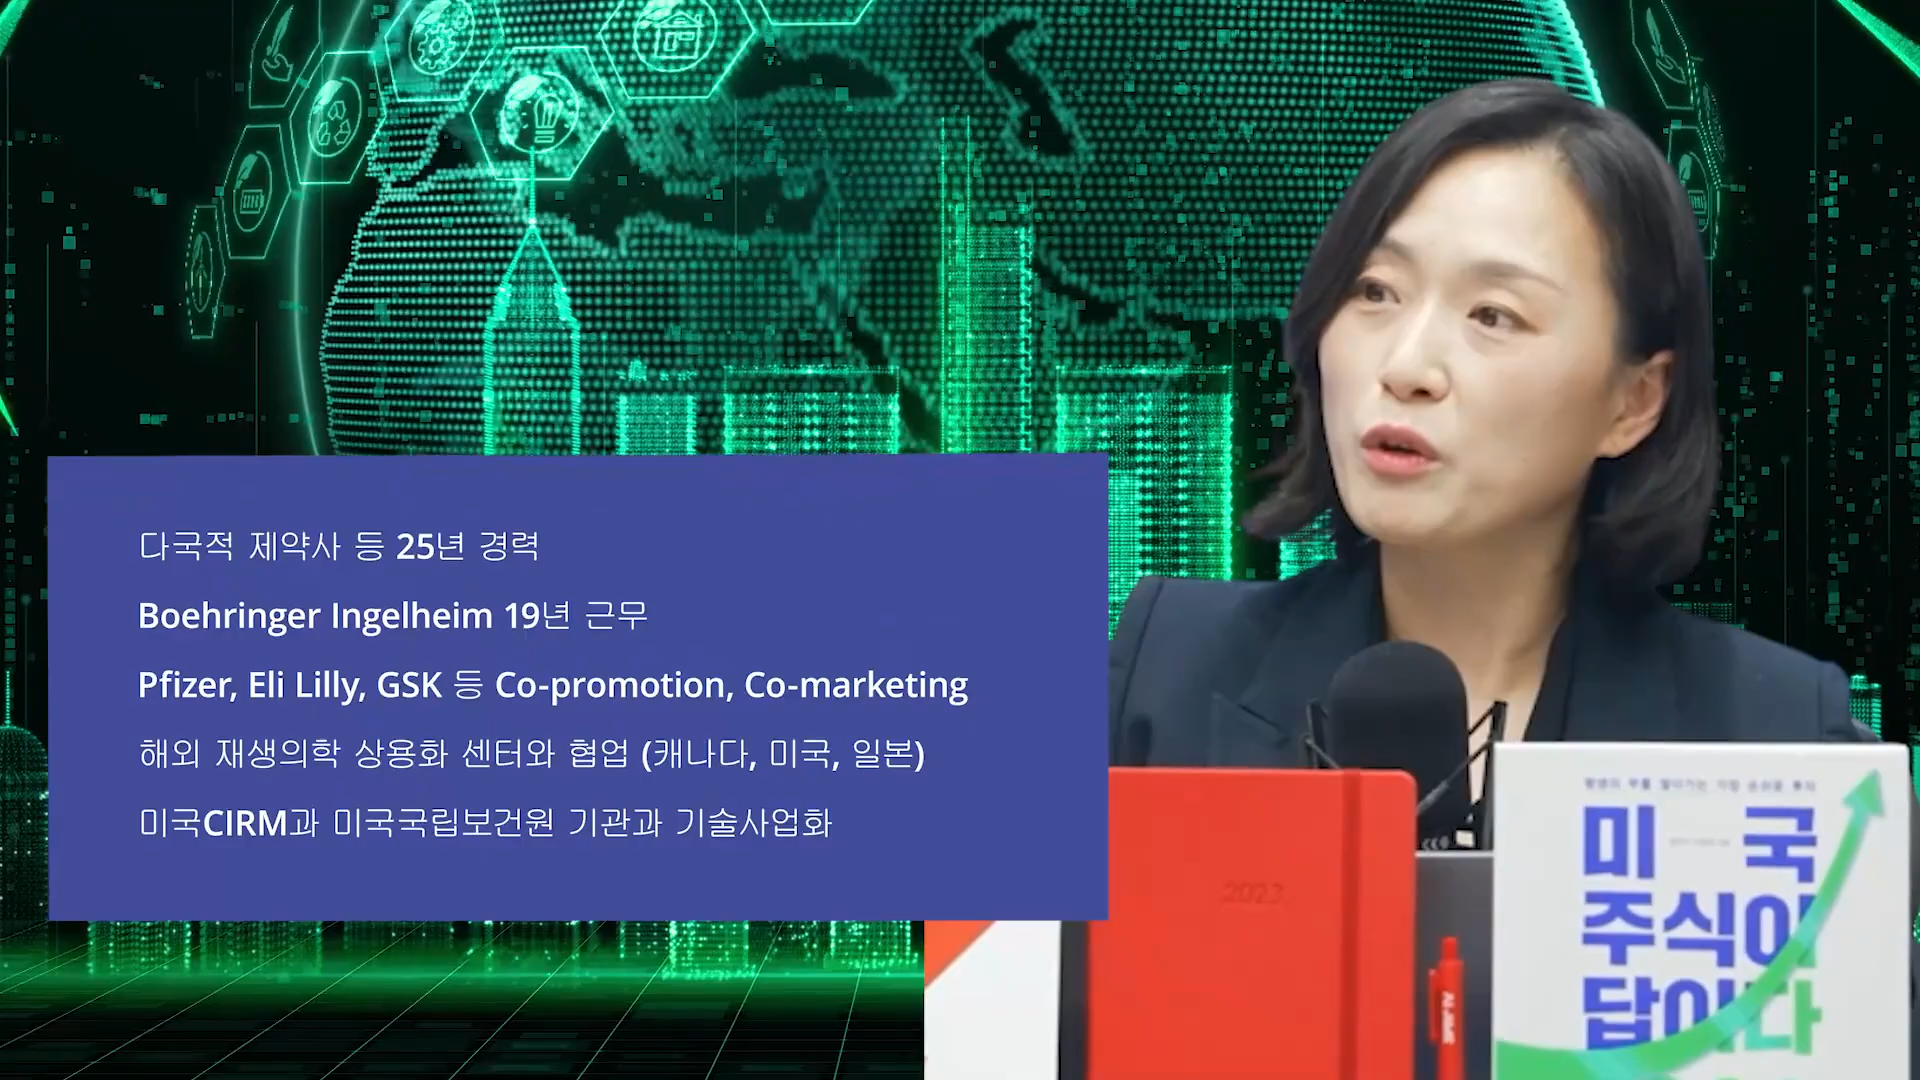 다국적 제약사 등 25년 경력
Boehringer Ingelheim 19년 근무
Pfizer, Eli Lilly, GSK 등 Co-promotion, Co-marketing
해외 재생의학 상용화 센터와 협업 (캐나다, 미국, 일본)
미국CIRM과 미국국립보건원 기관과 기술사업화
2023
미국
주식이
답이다